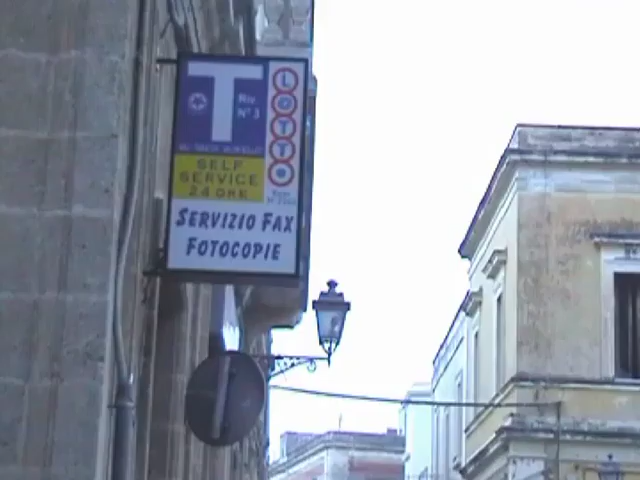 T
Riv.
N° 3
LOTTO
SELF
SERVICE
24 ORE
SERVIZIO FAX
FOTOCOPIE